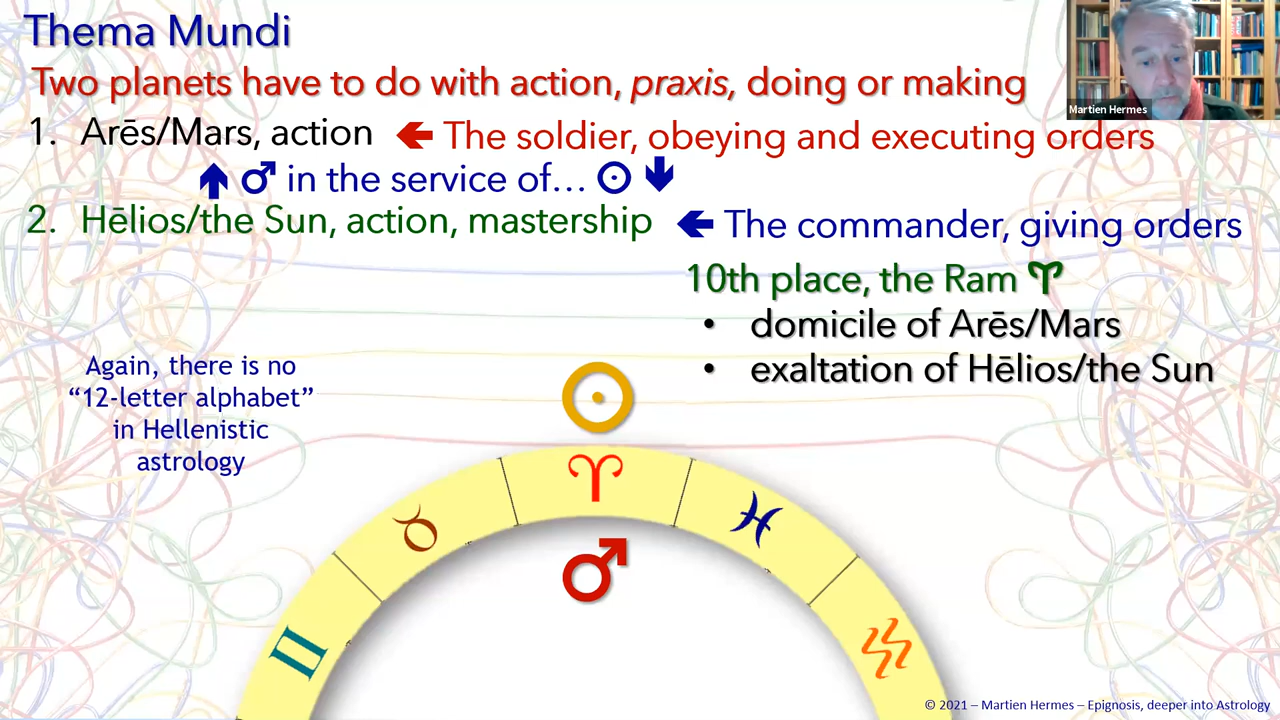 Thema Mundi
Two planets have to do with action, praxis, doing or making
Martien Hermes
1. Arēs/Mars, action ← The soldier, obeying and executing orders
↑ ♂ in the service of... ☉ ↓
2. Hēlios/the Sun, action, mastership ← The commander, giving orders
10th place, the Ram ♈
• domicile of Arēs/Mars
• exaltation of Hēlios/the Sun
Again, there is no
“12-letter alphabet”
in Hellenistic
astrology
☉
♈
♉ ♓
♂
♊ ♒
© 2021 – Martien Hermes – Epignosis, deeper into Astrology